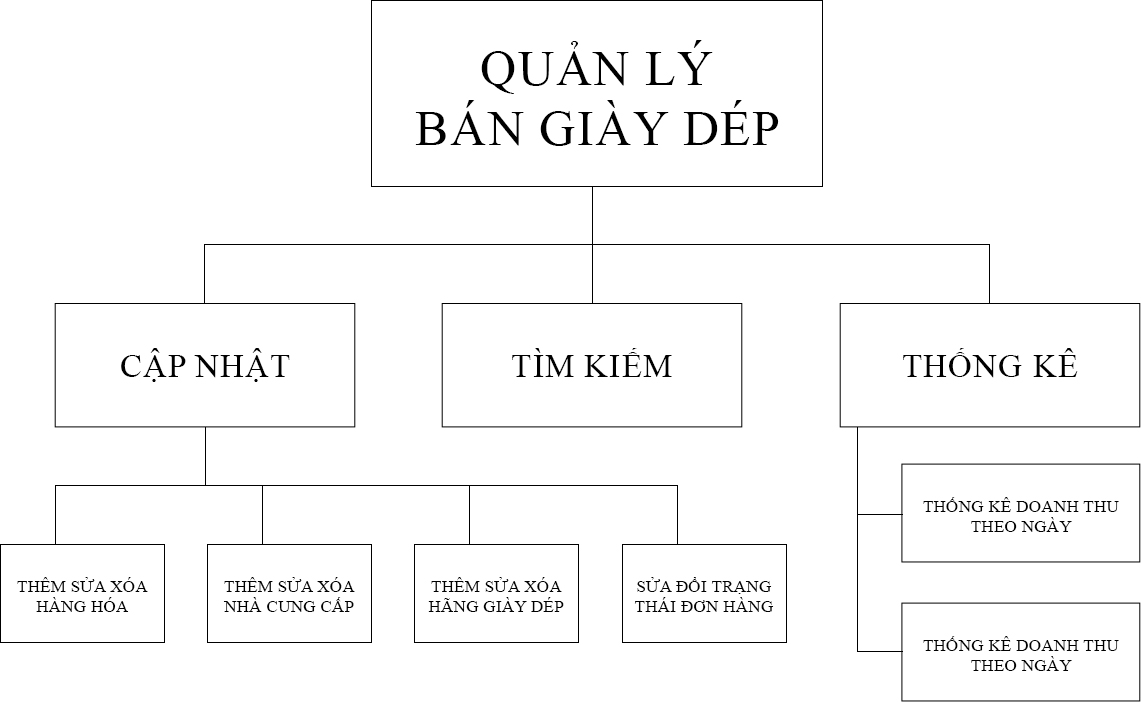 QUẢN LÝ
BÁN GIÀY DÉP
CẬP NHẬT
TÌM KIẾM
THỐNG KÊ
THỐNG KÊ DOANH THU
THEO NGÀY
THÊM SỬA XÓA
HÀNG HÓA
THÊM SỬA XÓA
NHÀ CUNG CẤP
THÊM SỬA XÓA
HÃNG GIÀY DÉP
SỬA ĐỔI TRẠNG
THÁI ĐƠN HÀNG
THỐNG KÊ DOANH THU
THEO NGÀY